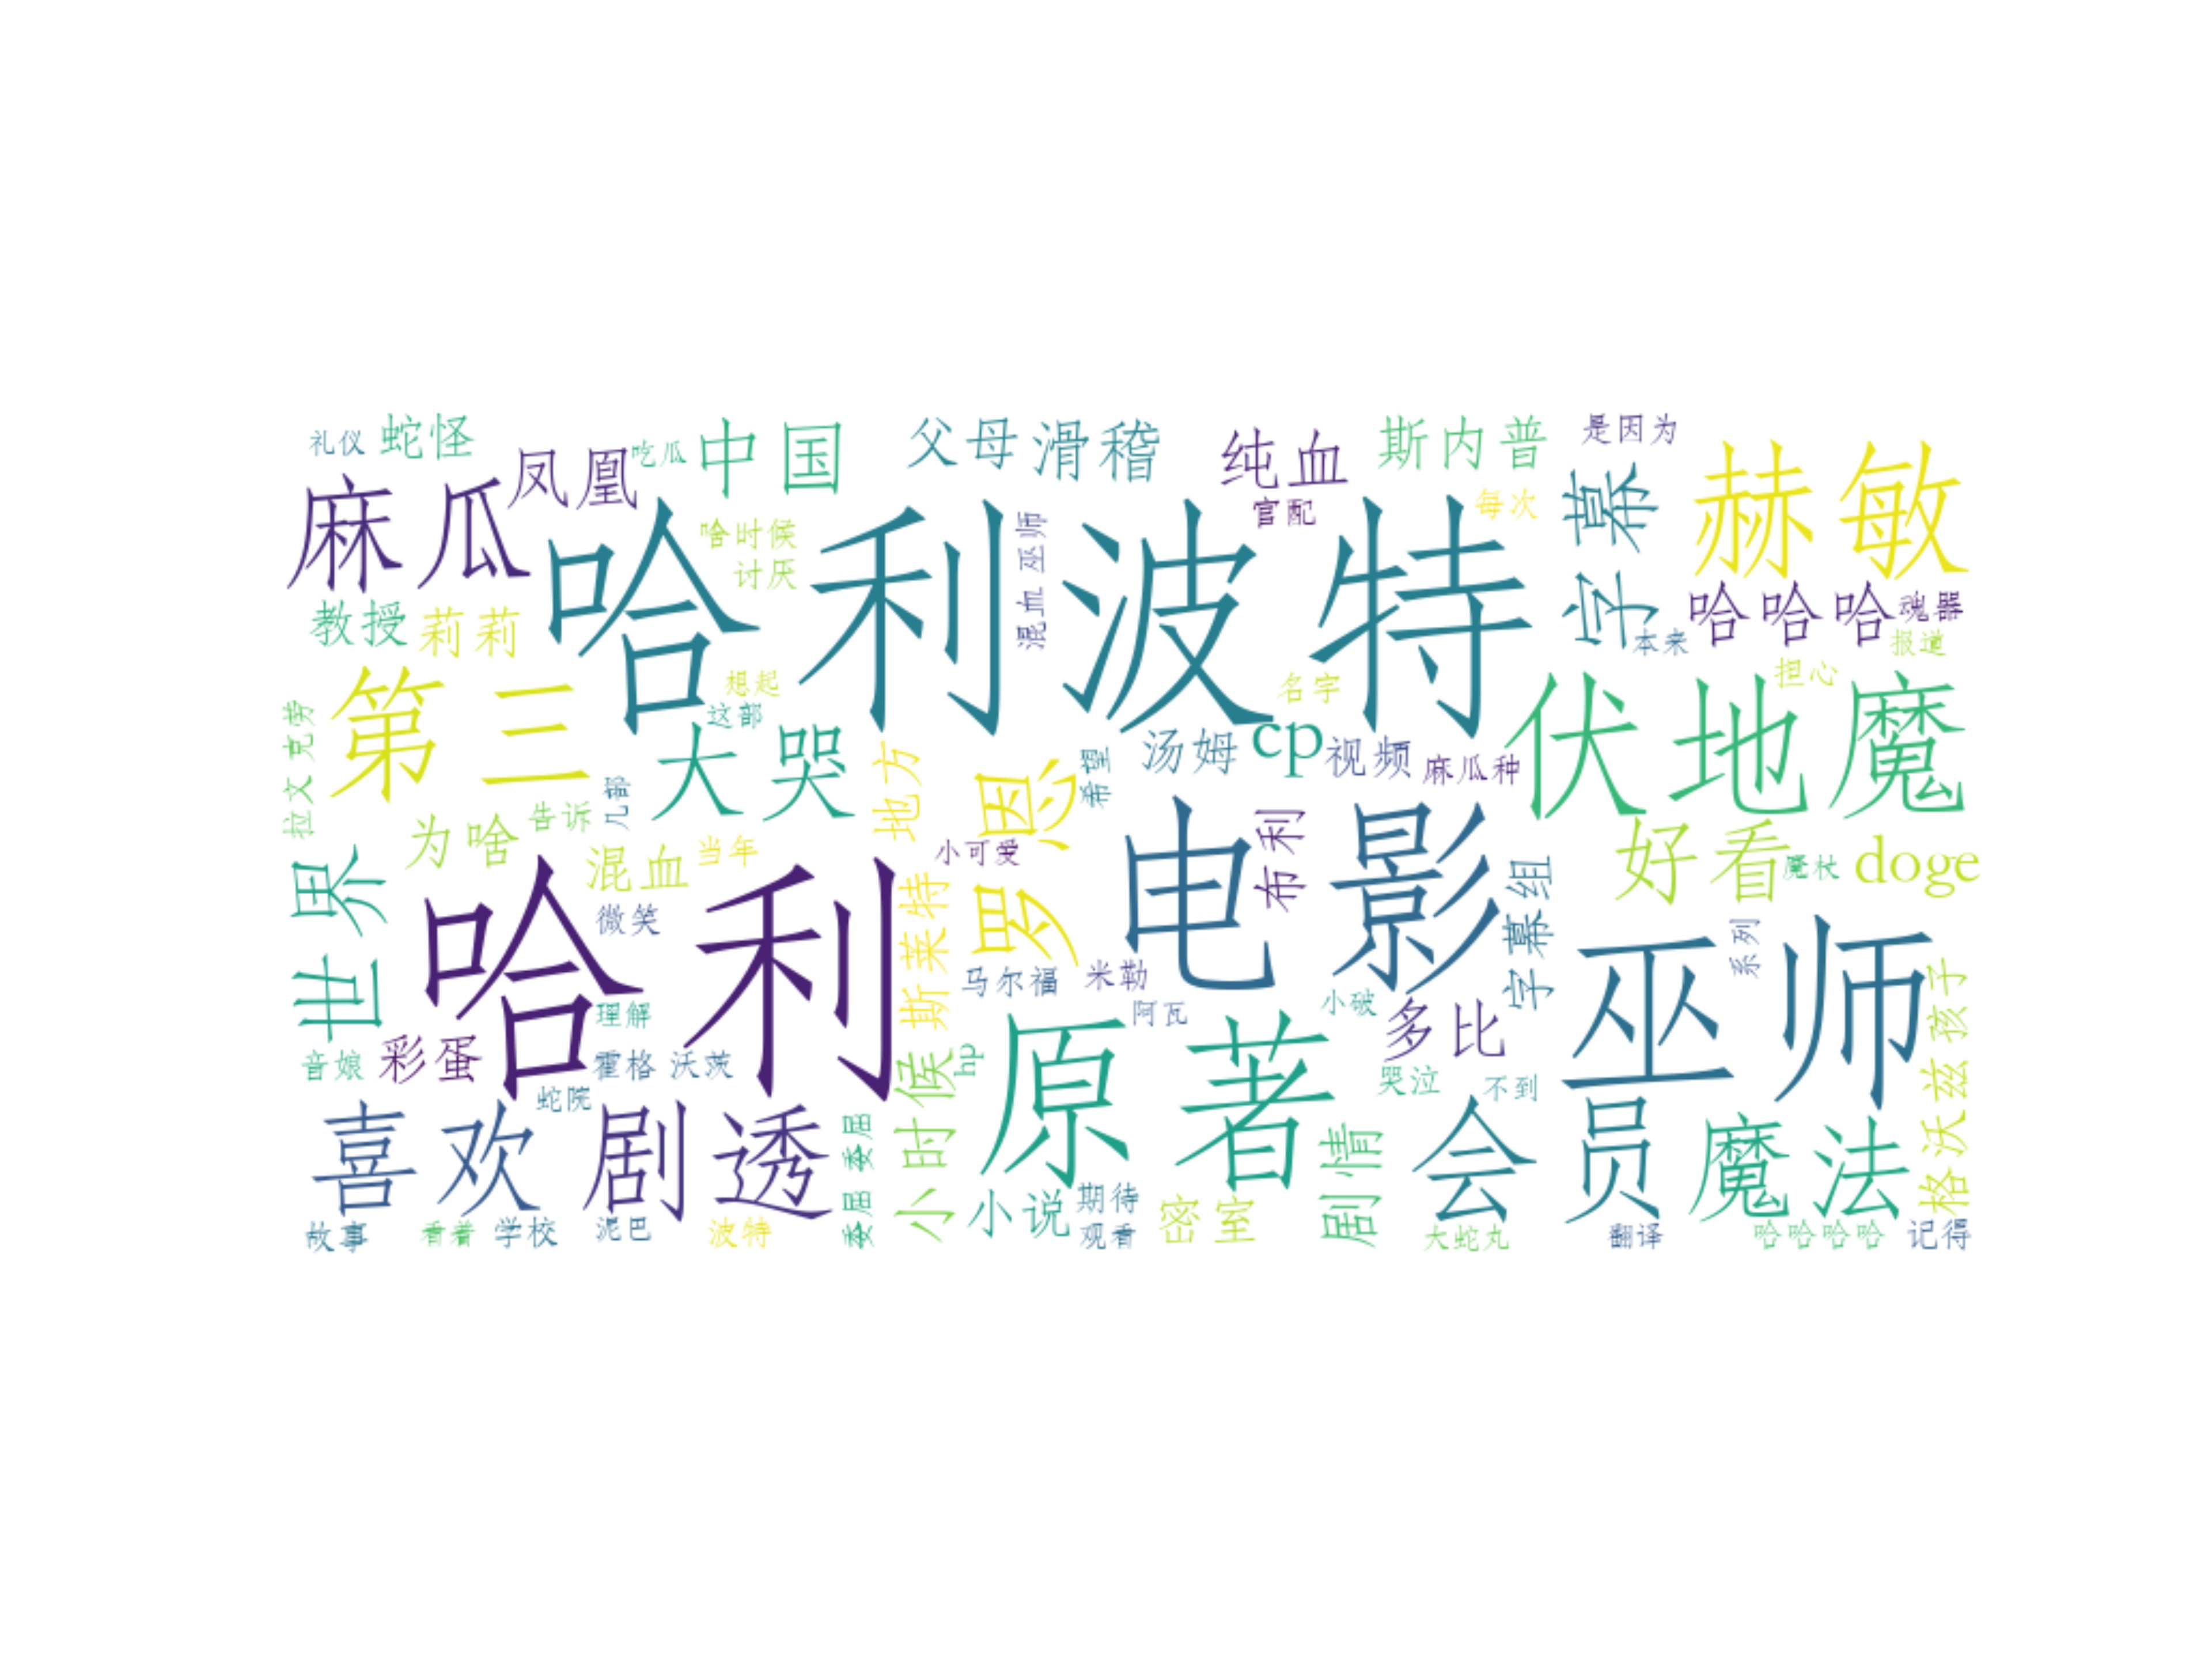 礼仪
蛇怪
凤凰
吃瓜
中国
父母
滑稽
纯血
斯内普
是因为
麻瓜
哈利波特
啥时候
讨厌
混血 巫师
官配
每次
字幕
赫敏
教授
莉莉
哈哈哈
魂器
本来
报道
第三
想起
这部
名字
担心
伏地魔
拉文 克劳
大哭
地方
罗恩
希望
汤姆
cp
视频
麻瓜种
为啥
告诉
几部
混血
当年
小可爱
电影
布利
好看
魔杖
doge
世界
哈利
微笑
斯莱特
马尔福
米勒
阿瓦
字幕组
巫师
系列
音娘
彩蛋
理解
霍格 沃茨
蛇院
小时候
hp
原著
小破
多比
哭泣
不到
格沃兹孩子
喜欢
剧透
委屈 委屈
小说
期待
观看
密室
剧情
会员
魔法
故事
看着
学校
泥巴
波特
大蛇丸
翻译
哈哈哈哈
记得